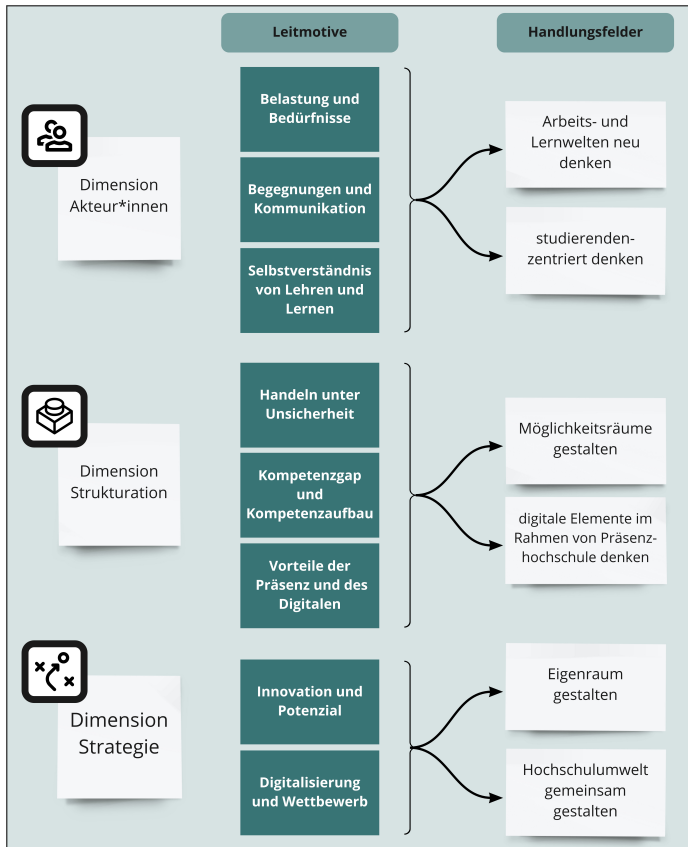 Leitmotive
Handlungsfelder
Dimension
Akteur*innen
Belastung und
Bedürfnisse
Begegnungen und
Kommunikation
Selbstverständnis
von Lehren und
Lernen
Arbeits- und
Lernwelten neu
denken
studierenden-
zentriert denken
Dimension
Strukturation
Handeln unter
Unsicherheit
Kompetenzgap
und
Kompetenzaufbau
Vorteile der
Präsenz und des
Digitalen
Möglichkeitsräume
gestalten
digitale Elemente im
Rahmen von Präsenz-
hochschule denken
Dimension
Strategie
Innovation und
Potenzial
Digitalisierung
und Wettbewerb
Eigenraum
gestalten
Hochschulumwelt
gemeinsam
gestalten